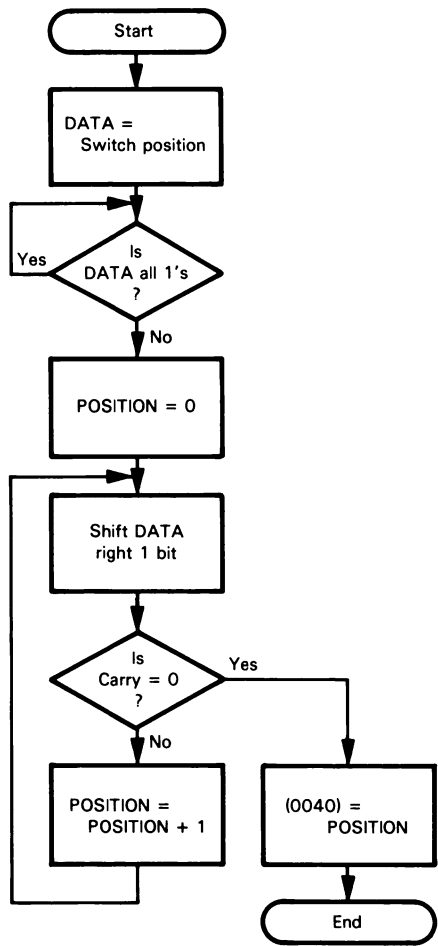 Start
DATA =
Switch position
Is
DATA all 1's
?
Yes
No
POSITION = 0
Shift DATA
right 1 bit
Is
Carry = 0
?
Yes
No
POSITION =
POSITION + 1
(0040) =
POSITION
End